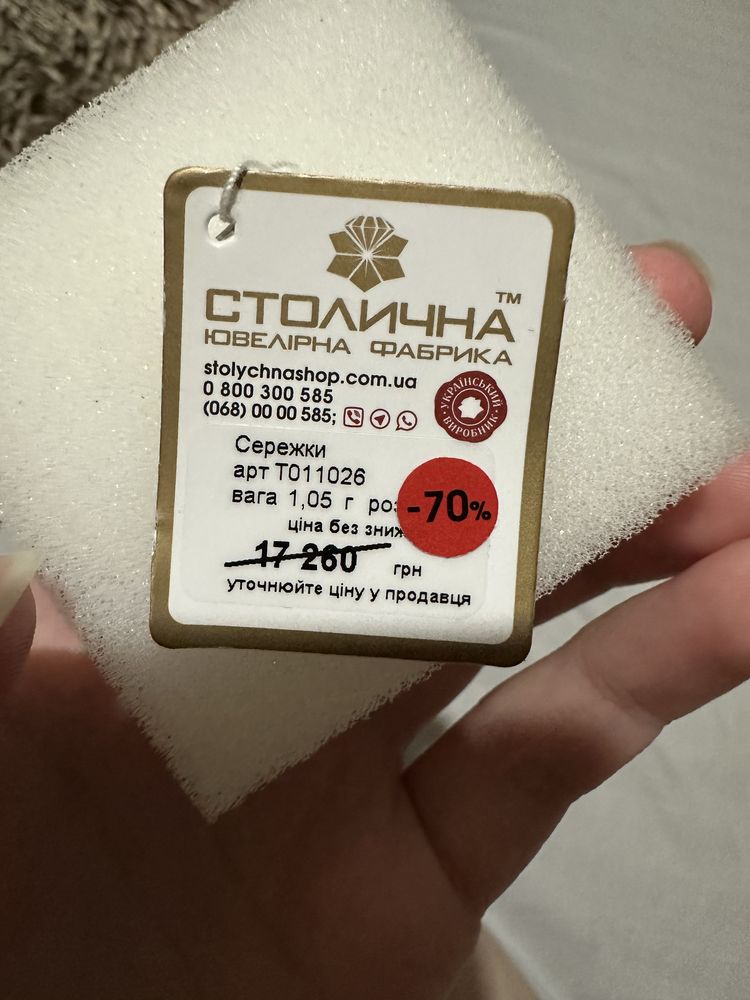 СТОЛИЧНА™
ЮВЕЛІРНА ФАБРИКА
stolychnashop.com.ua
0 800 300 585
(068) 00 00 585;
УКРАЇНСЬКИЙ
ВИРОБНИК
Сережки
арт Т011026
вага 1,05 г
-70%
ціна без
17 260 грн
уточнюйте ціну у продавця